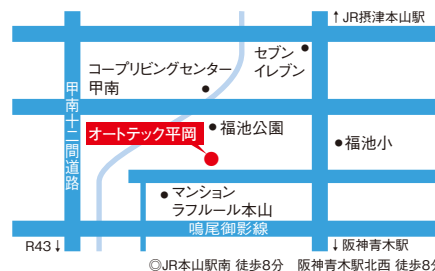 ↑JR摂津本山駅
セブン
イレブン
コープリビングセンター
甲南
甲南十二間道路
オートテック平岡
福池公園
福池小
マンション
ラフルール本山
鳴尾御影線
R43↓
↓阪神青木駅
◎JR本山駅南 徒歩8分　阪神青木駅北西 徒歩8分